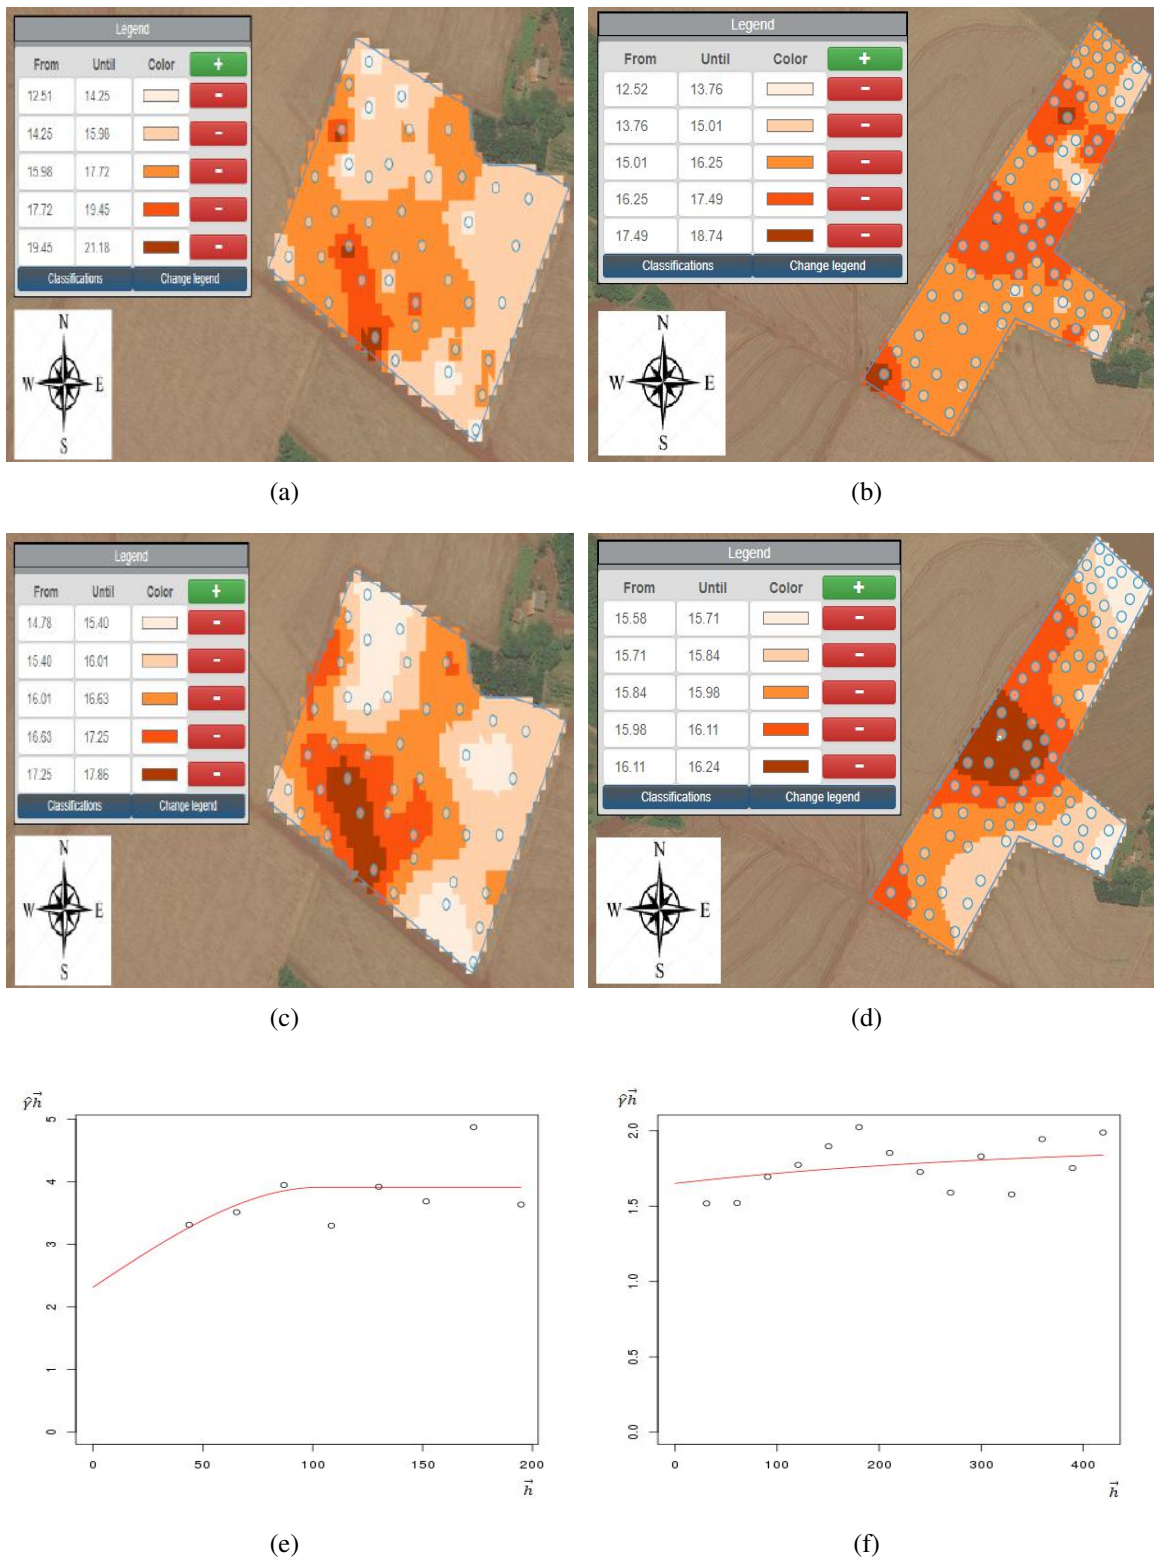 Legend
From Until Color +
12.51 14.25 -
14.25 15.98 -
15.98 17.72 -
17.72 19.45 -
19.45 21.18 -
Classifications Change legend
N
W E
S
(a)
Legend
From Until Color +
12.52 13.76 -
13.76 15.01 -
15.01 16.25 -
16.25 17.49 -
17.49 18.74 -
Classifications Change legend
N
W E
S
(b)
Legend
From Until Color +
14.78 15.40 -
15.40 16.01 -
16.01 16.63 -
16.63 17.25 -
17.25 17.86 -
Classifications Change legend
N
W E
S
(c)
Legend
From Until Color +
15.58 15.71 -
15.71 15.84 -
15.84 15.98 -
15.98 16.11 -
16.11 16.24 -
Classifications Change legend
N
W E
S
(d)
γ̂h⃗
5
4
3
2
1
0
0 50 100 150 200
h⃗
(e)
γ̂h⃗
2.0
1.5
1.0
0.5
0.0
0 100 200 300 400
h⃗
(f)